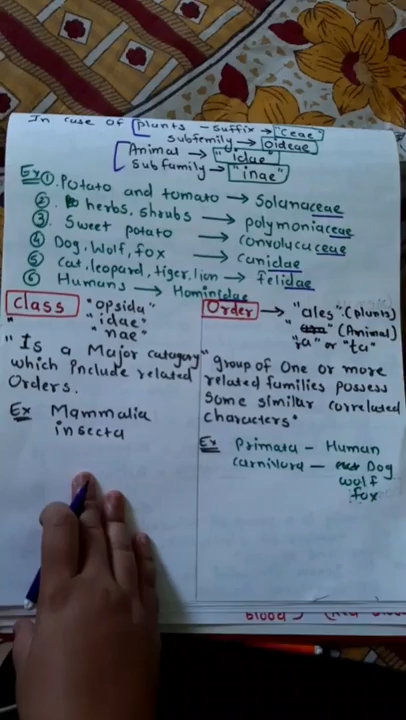 In case of plants - suffix → "ceae"
subfamily → Oideae
Animal → "idae"
subfamily → "inae"
Ex ① Potato and tomato → Solanaceae
② herbs, shrubs → polymoniaceae
③ Sweet potato → convolvcaceae
④ Dog, Wolf, fox → canidae
⑤ cat, leopard, tiger, lion → felidae
⑥ Humans → Hominidae
class "opsida"
" "idae"
"nae"
"Is a Major catagary
which include related
Orders.
Ex Mammalia
insecta
Order → "ales" (plants)
(Animal)
"ra" or "ta"
"group of one or more
related families possess
some similar correlated
characters"
Ex Primata - Human
carnivora - Dog
wolf
fox
blood